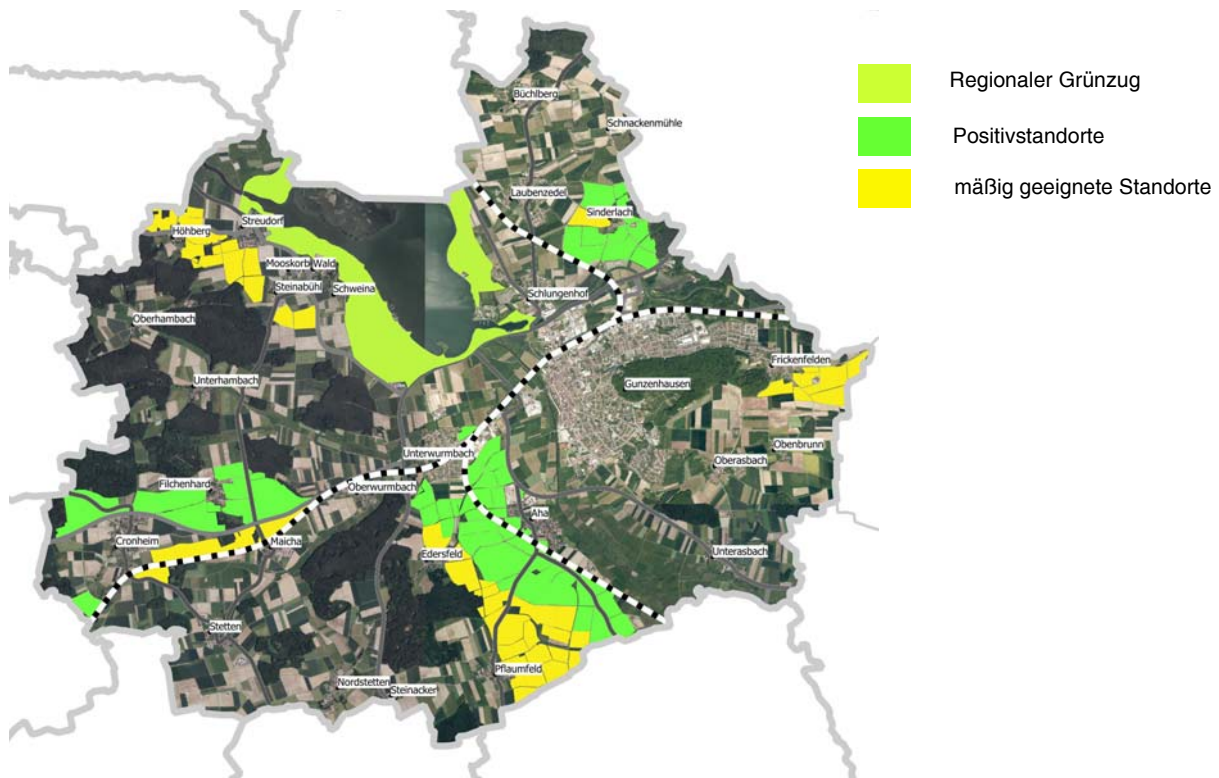 Büchlberg
Schnackenmühle
Laubenzedel
Sinderlach
Streudorf
Höhberg
Mooskorb
Wald
Steinabühl
Schweina
Schlungenhof
Oberhambach
Unterhambach
Frickenfelden
Gunzenhausen
Obenbrunn
Oberasbach
Unterwurmbach
Oberwurmbach
Filchenhard
Aha
Cronheim
Maicha
Edersfeld
Unterasbach
Stetten
Pflaumfeld
Nordstetten
Steinacker
Regionaler Grünzug
Positivstandorte
mäßig geeignete Standorte